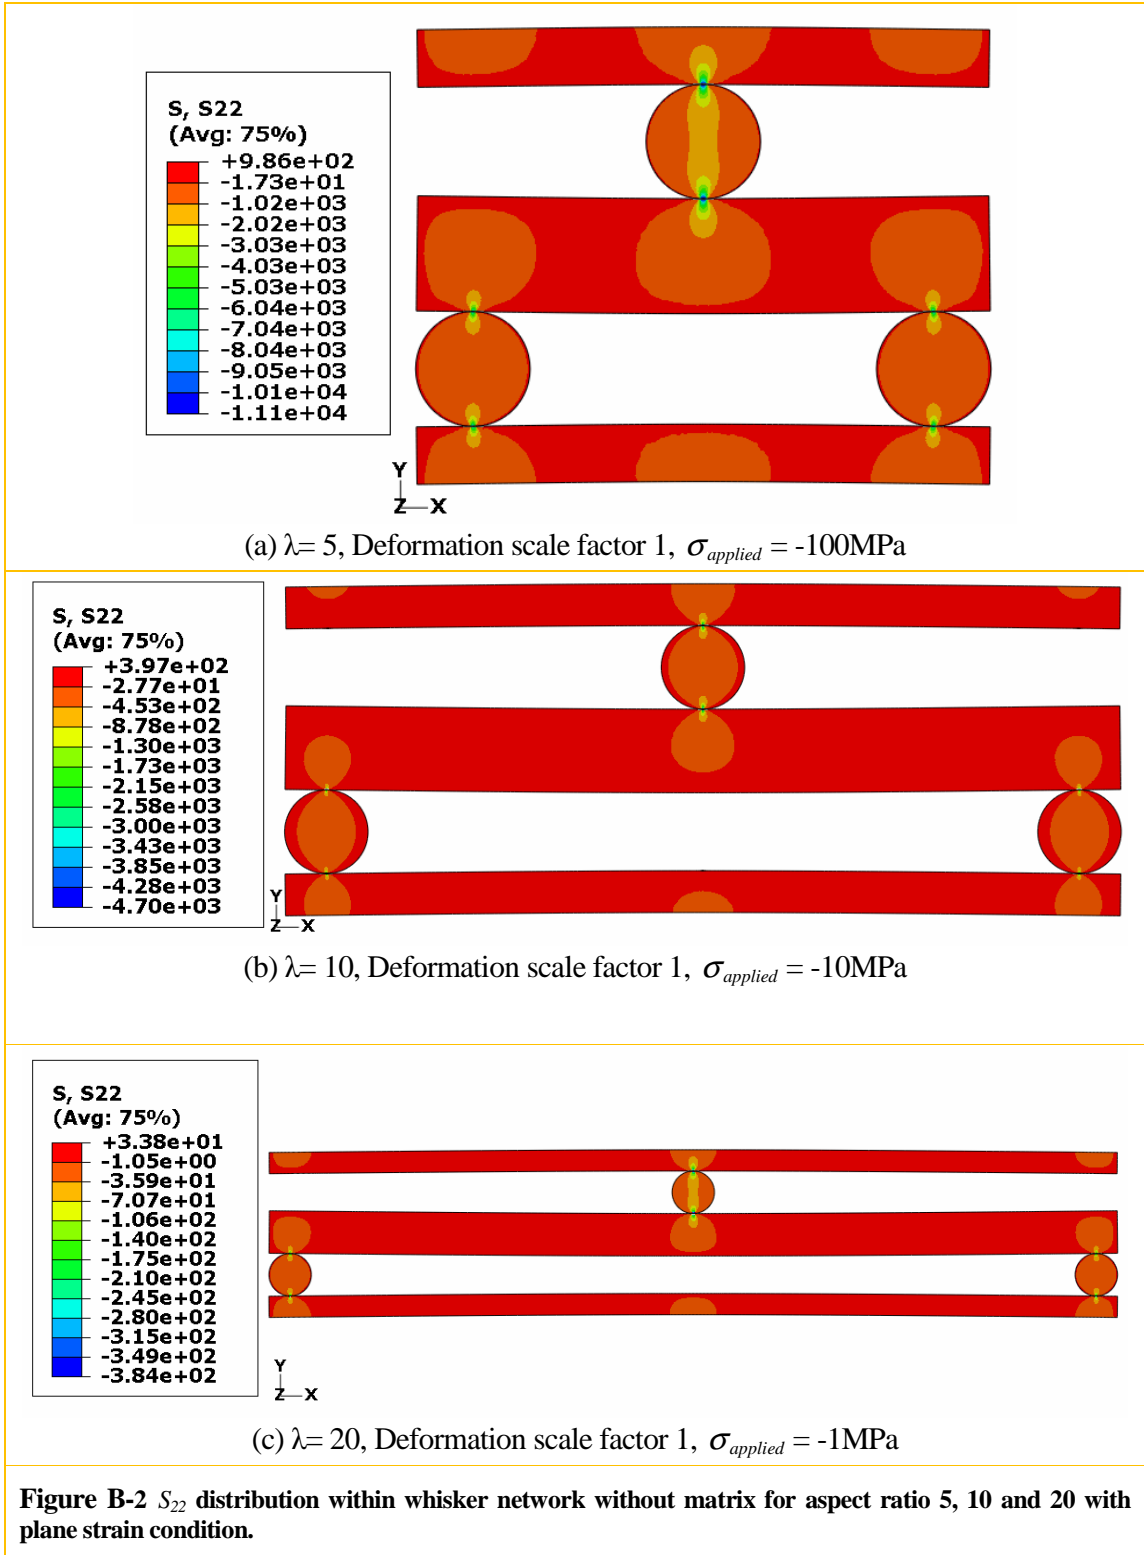 S, S22
(Avg: 75%)
+9.86e+02
-1.73e+01
-1.02e+03
-2.02e+03
-3.03e+03
-4.03e+03
-5.03e+03
-6.04e+03
-7.04e+03
-8.04e+03
-9.05e+03
-1.01e+04
-1.11e+04
Y
Z X
(a) λ= 5, Deformation scale factor 1, σapplied = -100MPa
S, S22
(Avg: 75%)
+3.97e+02
-2.77e+01
-4.53e+02
-8.78e+02
-1.30e+03
-1.73e+03
-2.15e+03
-2.58e+03
-3.00e+03
-3.43e+03
-3.85e+03
-4.28e+03
-4.70e+03
Y
Z X
(b) λ= 10, Deformation scale factor 1, σapplied = -10MPa
S, S22
(Avg: 75%)
+3.38e+01
-1.05e+00
-3.59e+01
-7.07e+01
-1.06e+02
-1.40e+02
-1.75e+02
-2.10e+02
-2.45e+02
-2.80e+02
-3.15e+02
-3.49e+02
-3.84e+02
Y
Z X
(c) λ= 20, Deformation scale factor 1, σapplied = -1MPa
Figure B-2 S22 distribution within whisker network without matrix for aspect ratio 5, 10 and 20 with
plane strain condition.